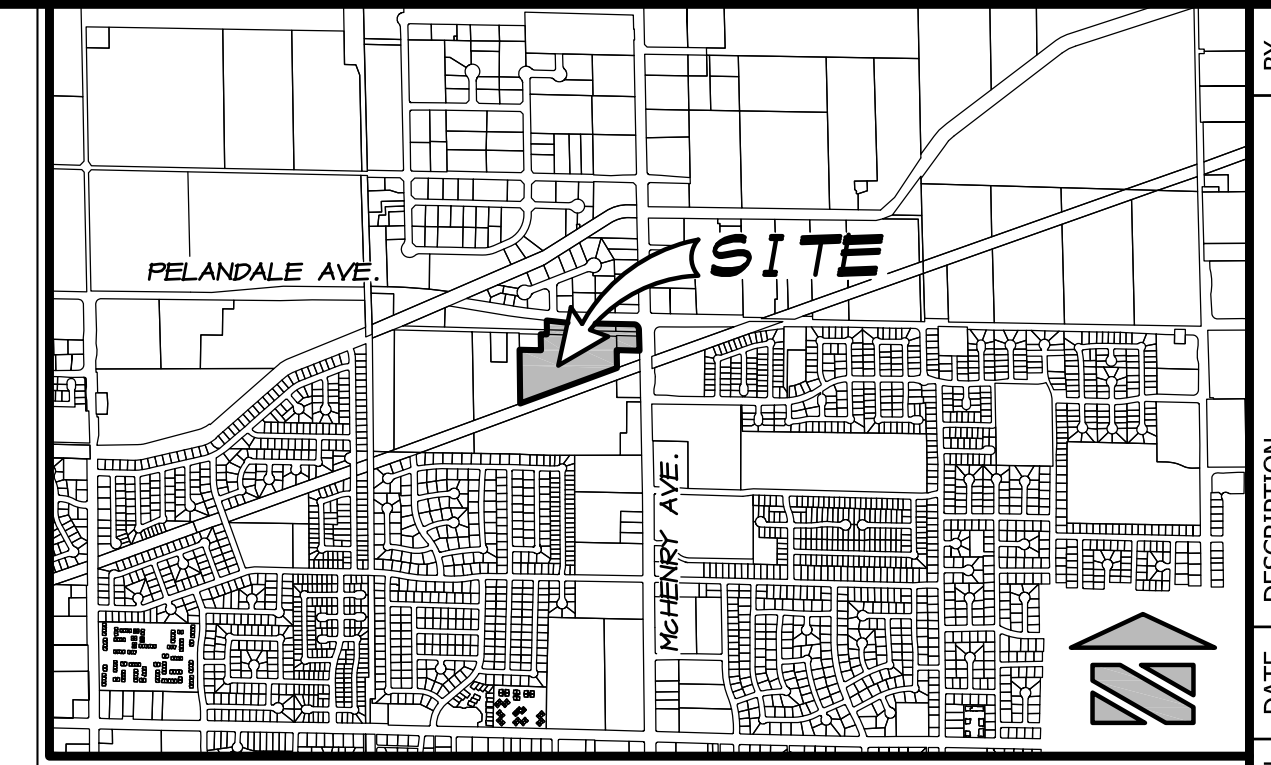 SITE
PELANDALE AVE.
McHENRY AVE.
BY
DESCRIPTION
DATE